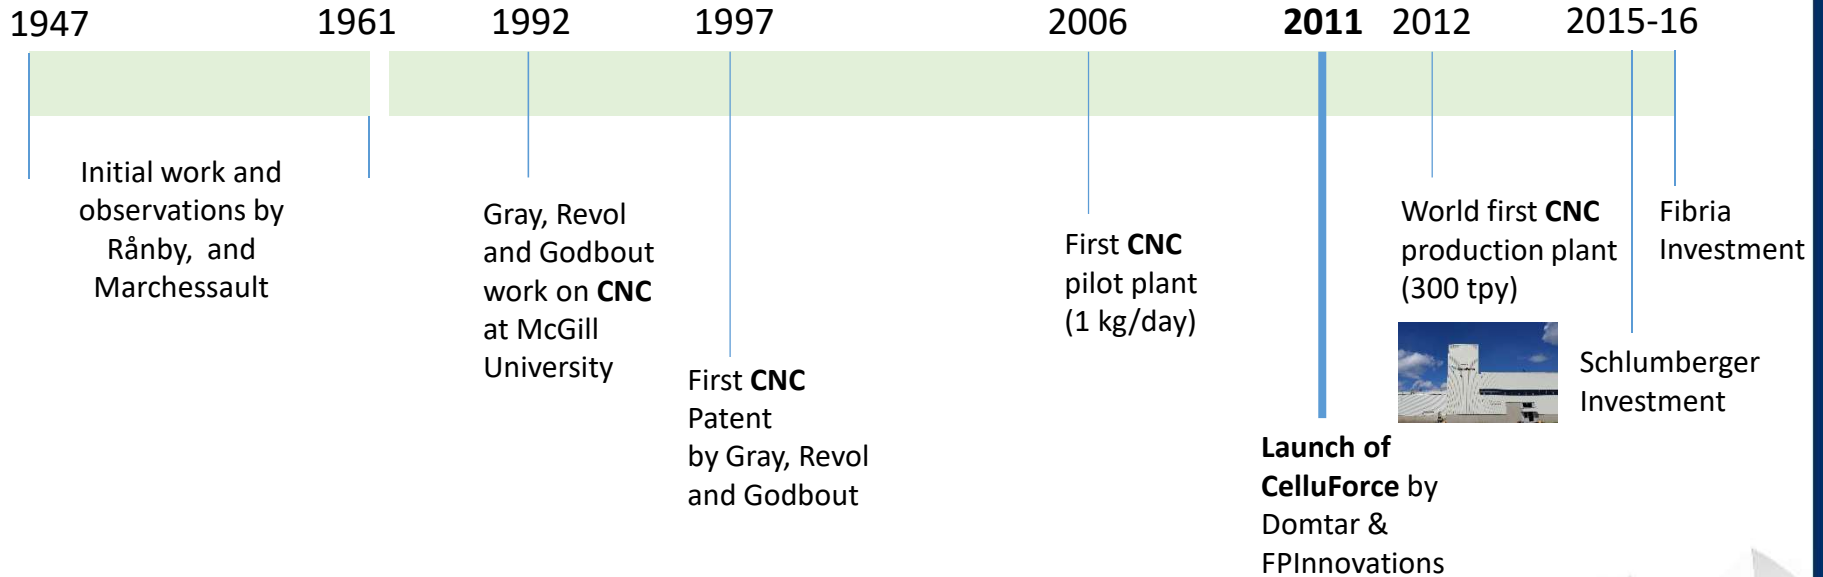 1947
1961
1992
1997
2006
2011
2012
2015-16
Initial work and
observations by
Rånby, and
Marchessault
Gray, Revol
and Godbout
work on CNC
at McGill
University
First CNC
Patent
by Gray, Revol
and Godbout
First CNC
pilot plant
(1 kg/day)
Launch of
CelluForce by
Domtar &
FPInnovations
World first CNC
production plant
(300 tpy)
Schlumberger
Investment
Fibria
Investment